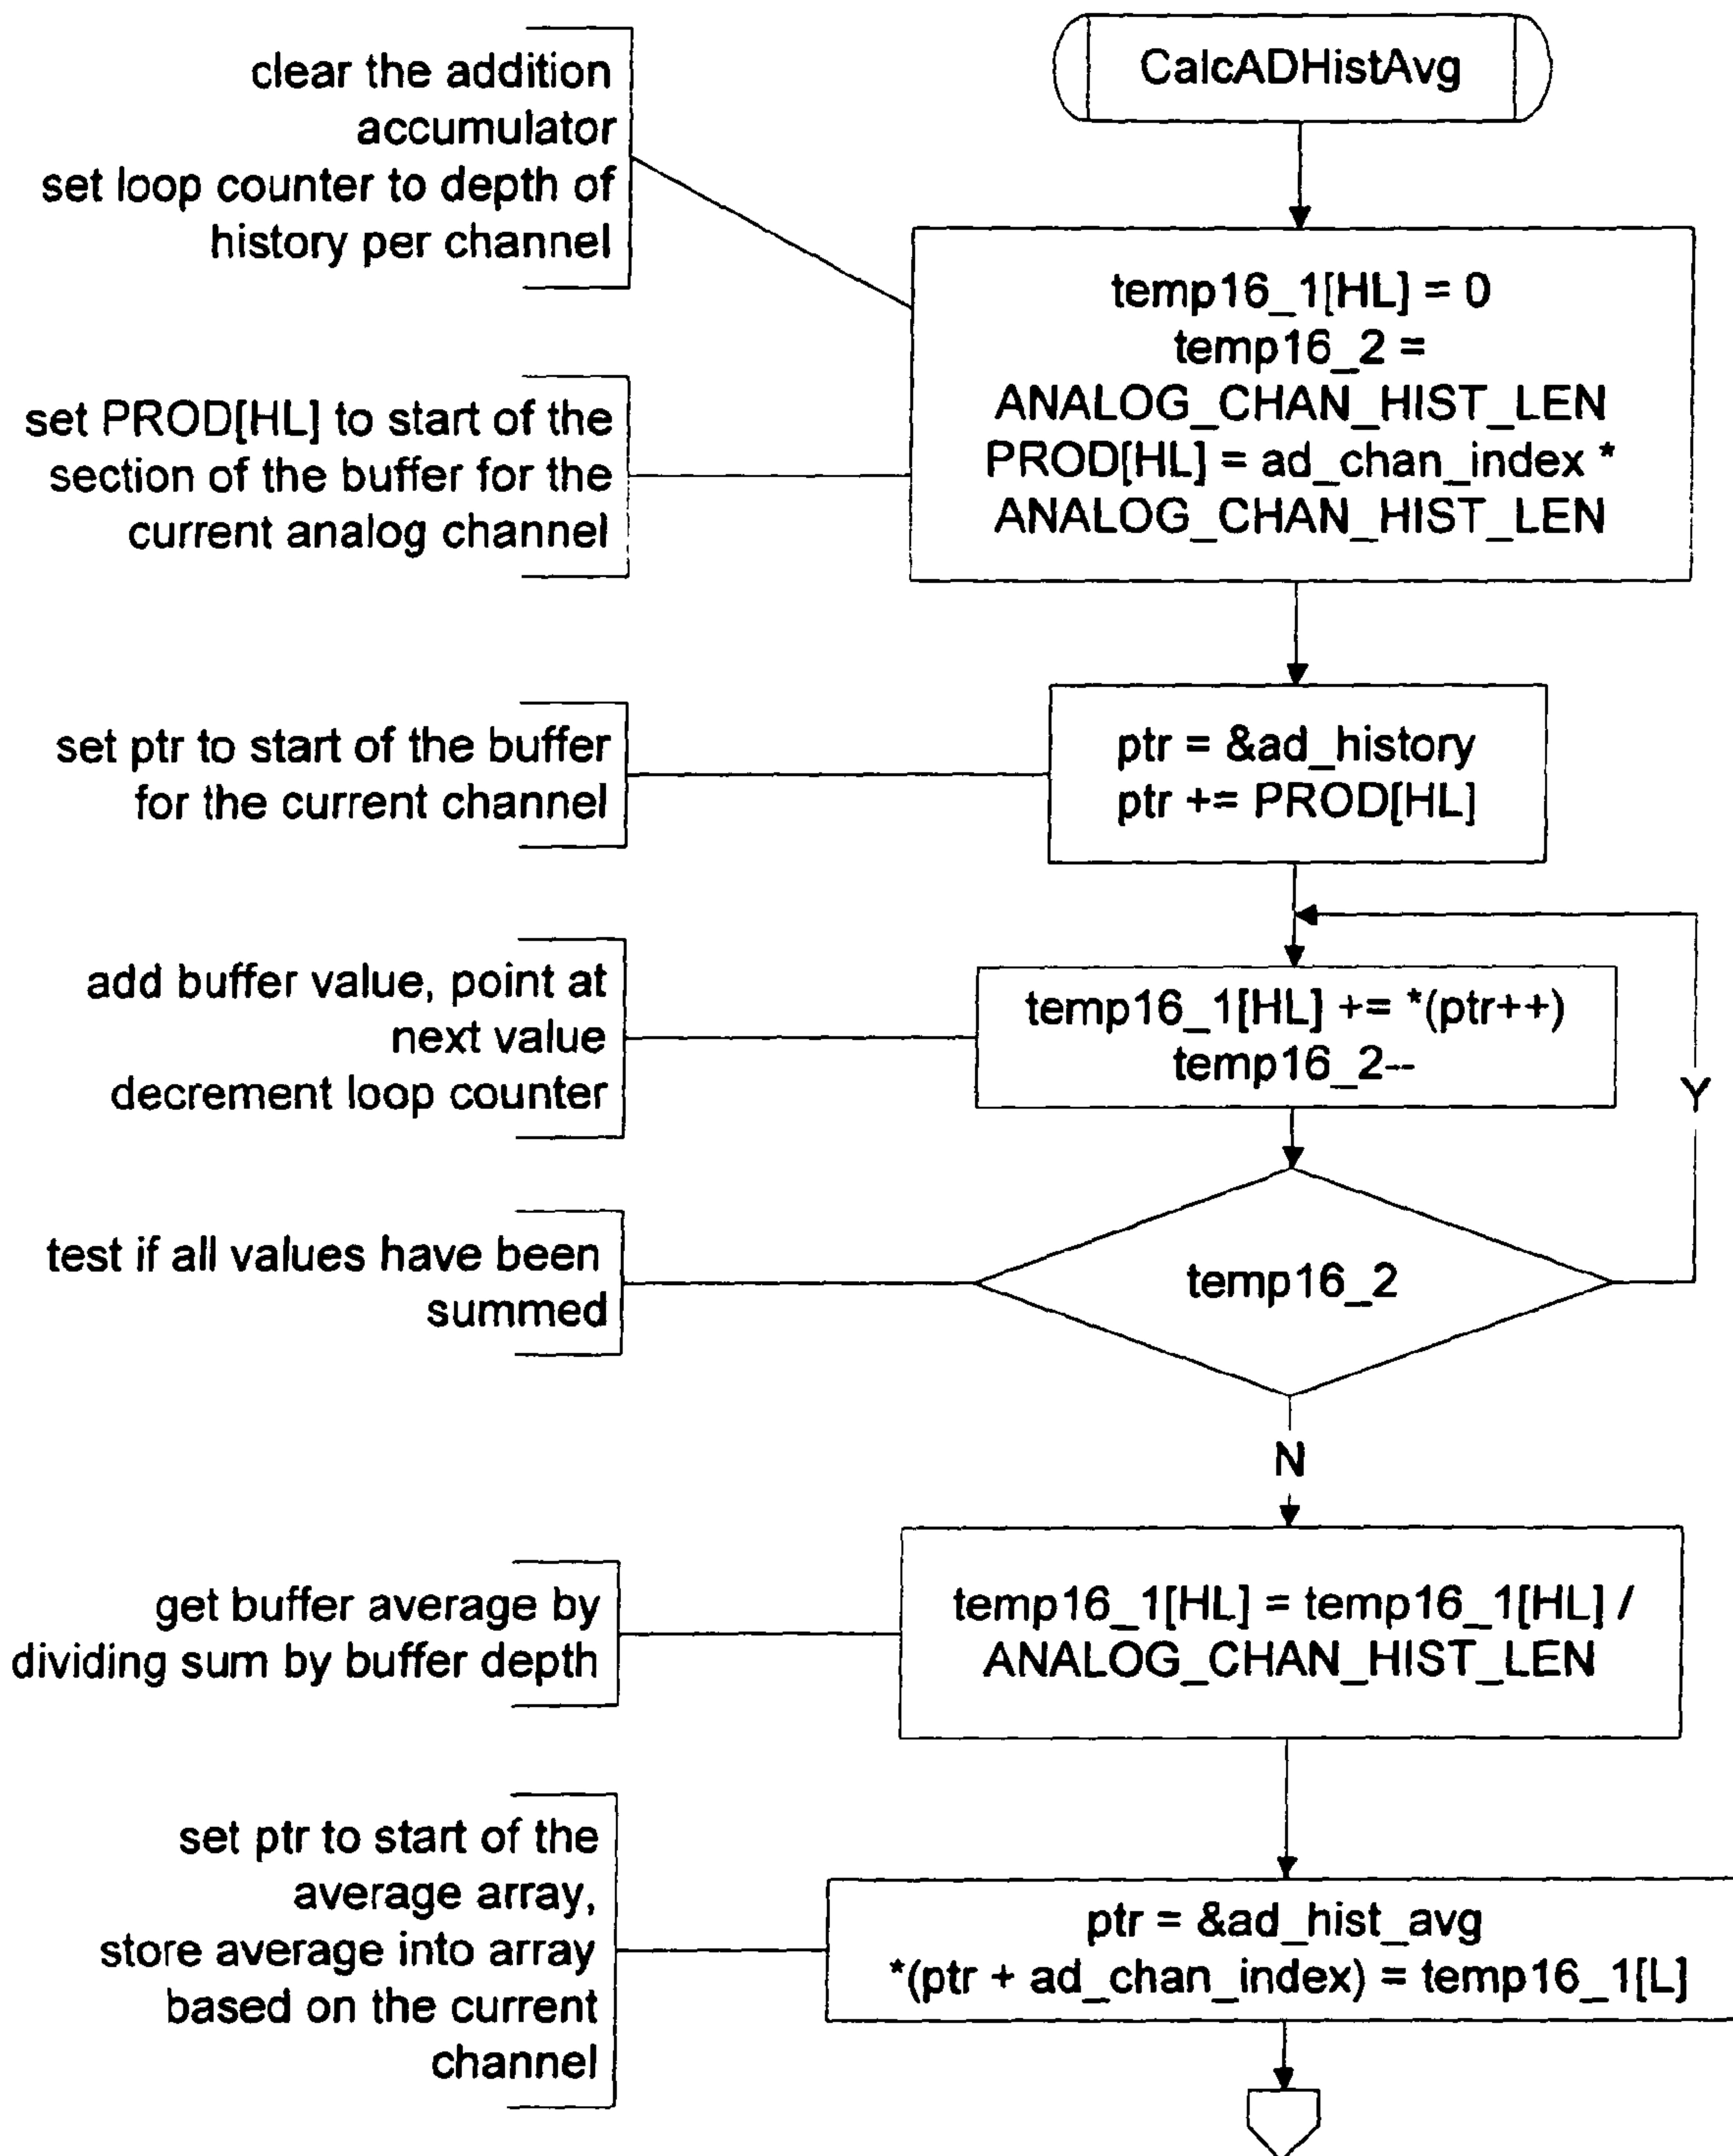 CalcADHistAvg
clear the addition
accumulator
set loop counter to depth of
history per channel
temp16_1[HL] = 0
temp16_2 =
ANALOG_CHAN_HIST_LEN
PROD[HL] = ad_chan_index *
ANALOG_CHAN_HIST_LEN
set PROD[HL] to start of the
section of the buffer for the
current analog channel
set ptr to start of the buffer
for the current channel
ptr = &ad_history
ptr += PROD[HL]
add buffer value, point at
next value
decrement loop counter
temp16_1[HL] += *(ptr++)
temp16_2--
Y
test if all values have been
summed
temp16_2
N
get buffer average by
dividing sum by buffer depth
temp16_1[HL] = temp16_1[HL] /
ANALOG_CHAN_HIST_LEN
set ptr to start of the
average array,
store average into array
based on the current
channel
ptr = &ad_hist_avg
*(ptr + ad_chan_index) = temp16_1[L]